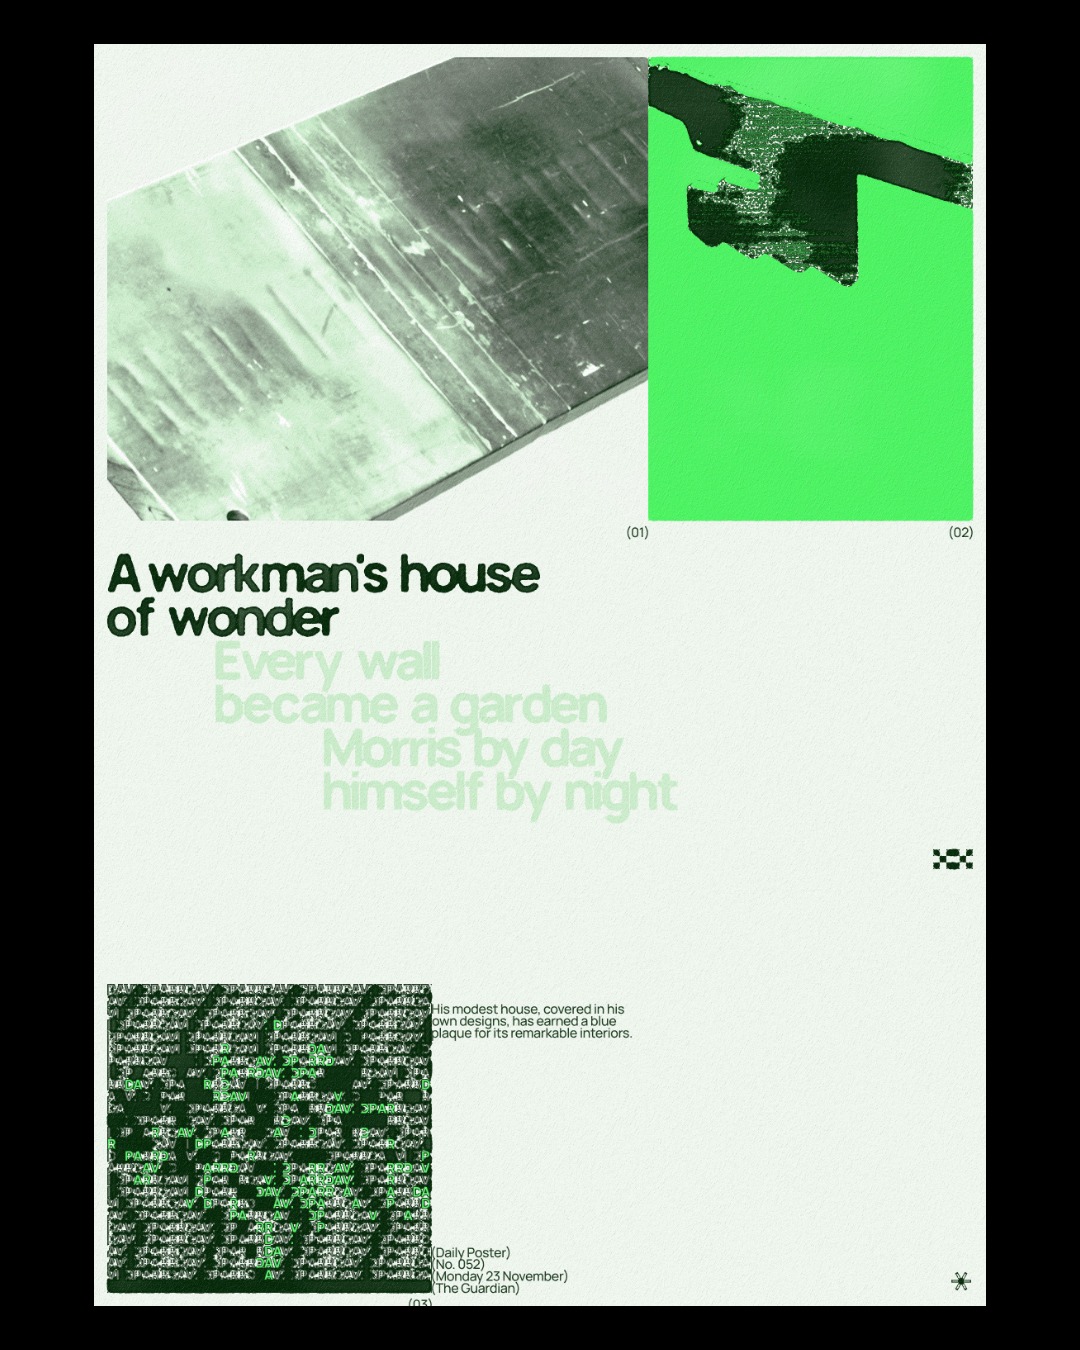 (01)
(02)
A workman's house
of wonder
Every wall
became a garden
Morris by day
himself by night
His modest house, covered in his
own designs, has earned a blue
plaque for its remarkable interiors.
(Daily Poster)
(No. 052)
(Monday 23 November)
(The Guardian)
(03)